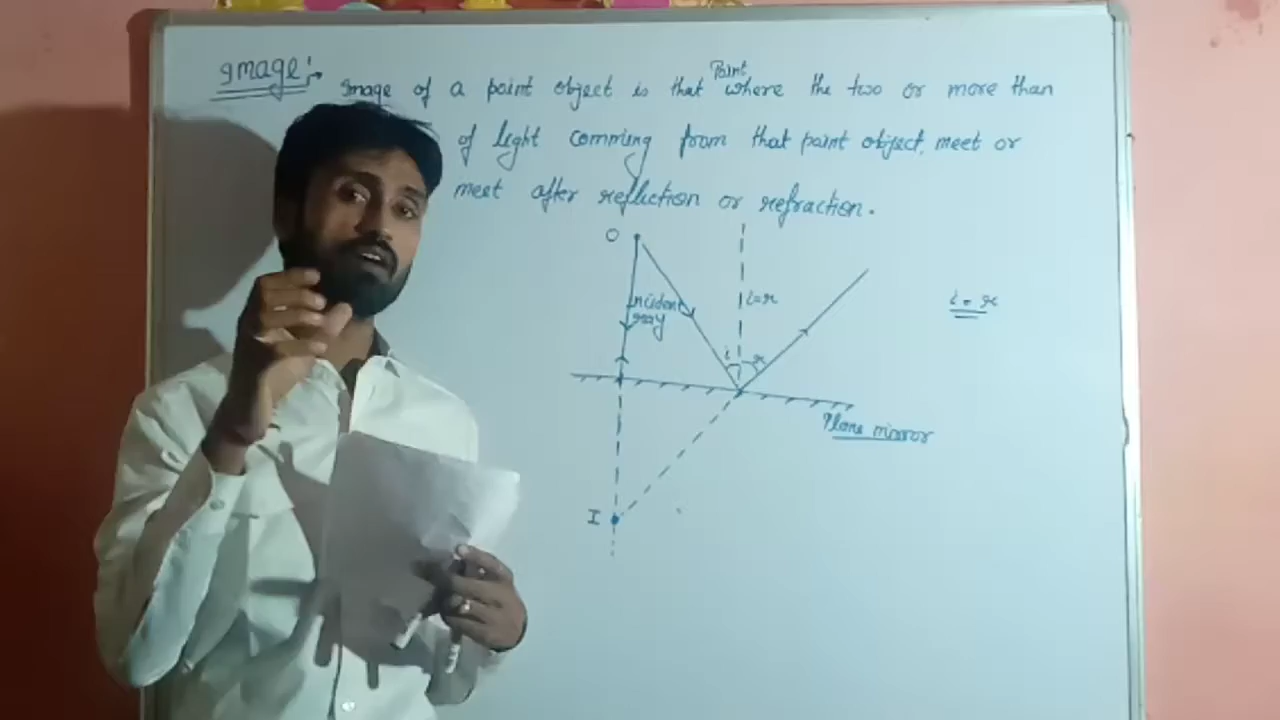 Image:→ Image of a point object is that Point where the two or more than
of light comming from that point object, meet or
meet after reflection or refraction.
O
i=r
i = r
incident
ray
i r
Plane mirror
I